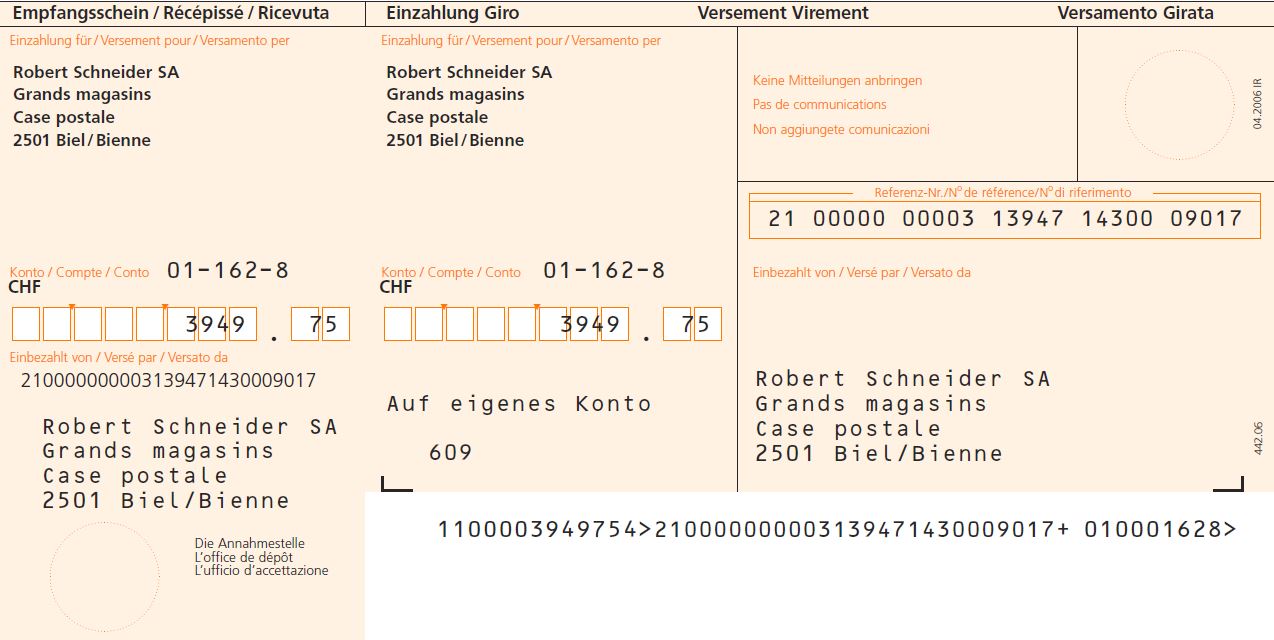 Empfangsschein / Récépissé / Ricevuta
Einzahlung für / Versement pour / Versamento per
Robert Schneider SA
Grands magasins
Case postale
2501 Biel / Bienne
Konto / Compte / Conto 01-162-8
CHF
3949 . 75
Einbezahlt von / Versé par / Versato da
210000000003139471430009017
Robert Schneider SA
Grands magasins
Case postale
2501 Biel/Bienne
Die Annahmestelle
L'office de dépôt
L'ufficio d'accettazione
Einzahlung Giro Versement Virement Versamento Girata
Einzahlung für / Versement pour / Versamento per
Robert Schneider SA
Grands magasins
Case postale
2501 Biel / Bienne
Konto / Compte / Conto 01-162-8
CHF
3949 . 75
Auf eigenes Konto
609
Keine Mitteilungen anbringen
Pas de communications
Non aggiungete comunicazioni
04.2006 IR
Referenz-Nr./Nº de référence/Nº di riferimento
21 00000 00003 13947 14300 09017
Einbezahlt von / Versé par / Versato da
Robert Schneider SA
Grands magasins
Case postale
2501 Biel/Bienne
442.06
1100003949754>210000000003139471430009017+ 010001628>